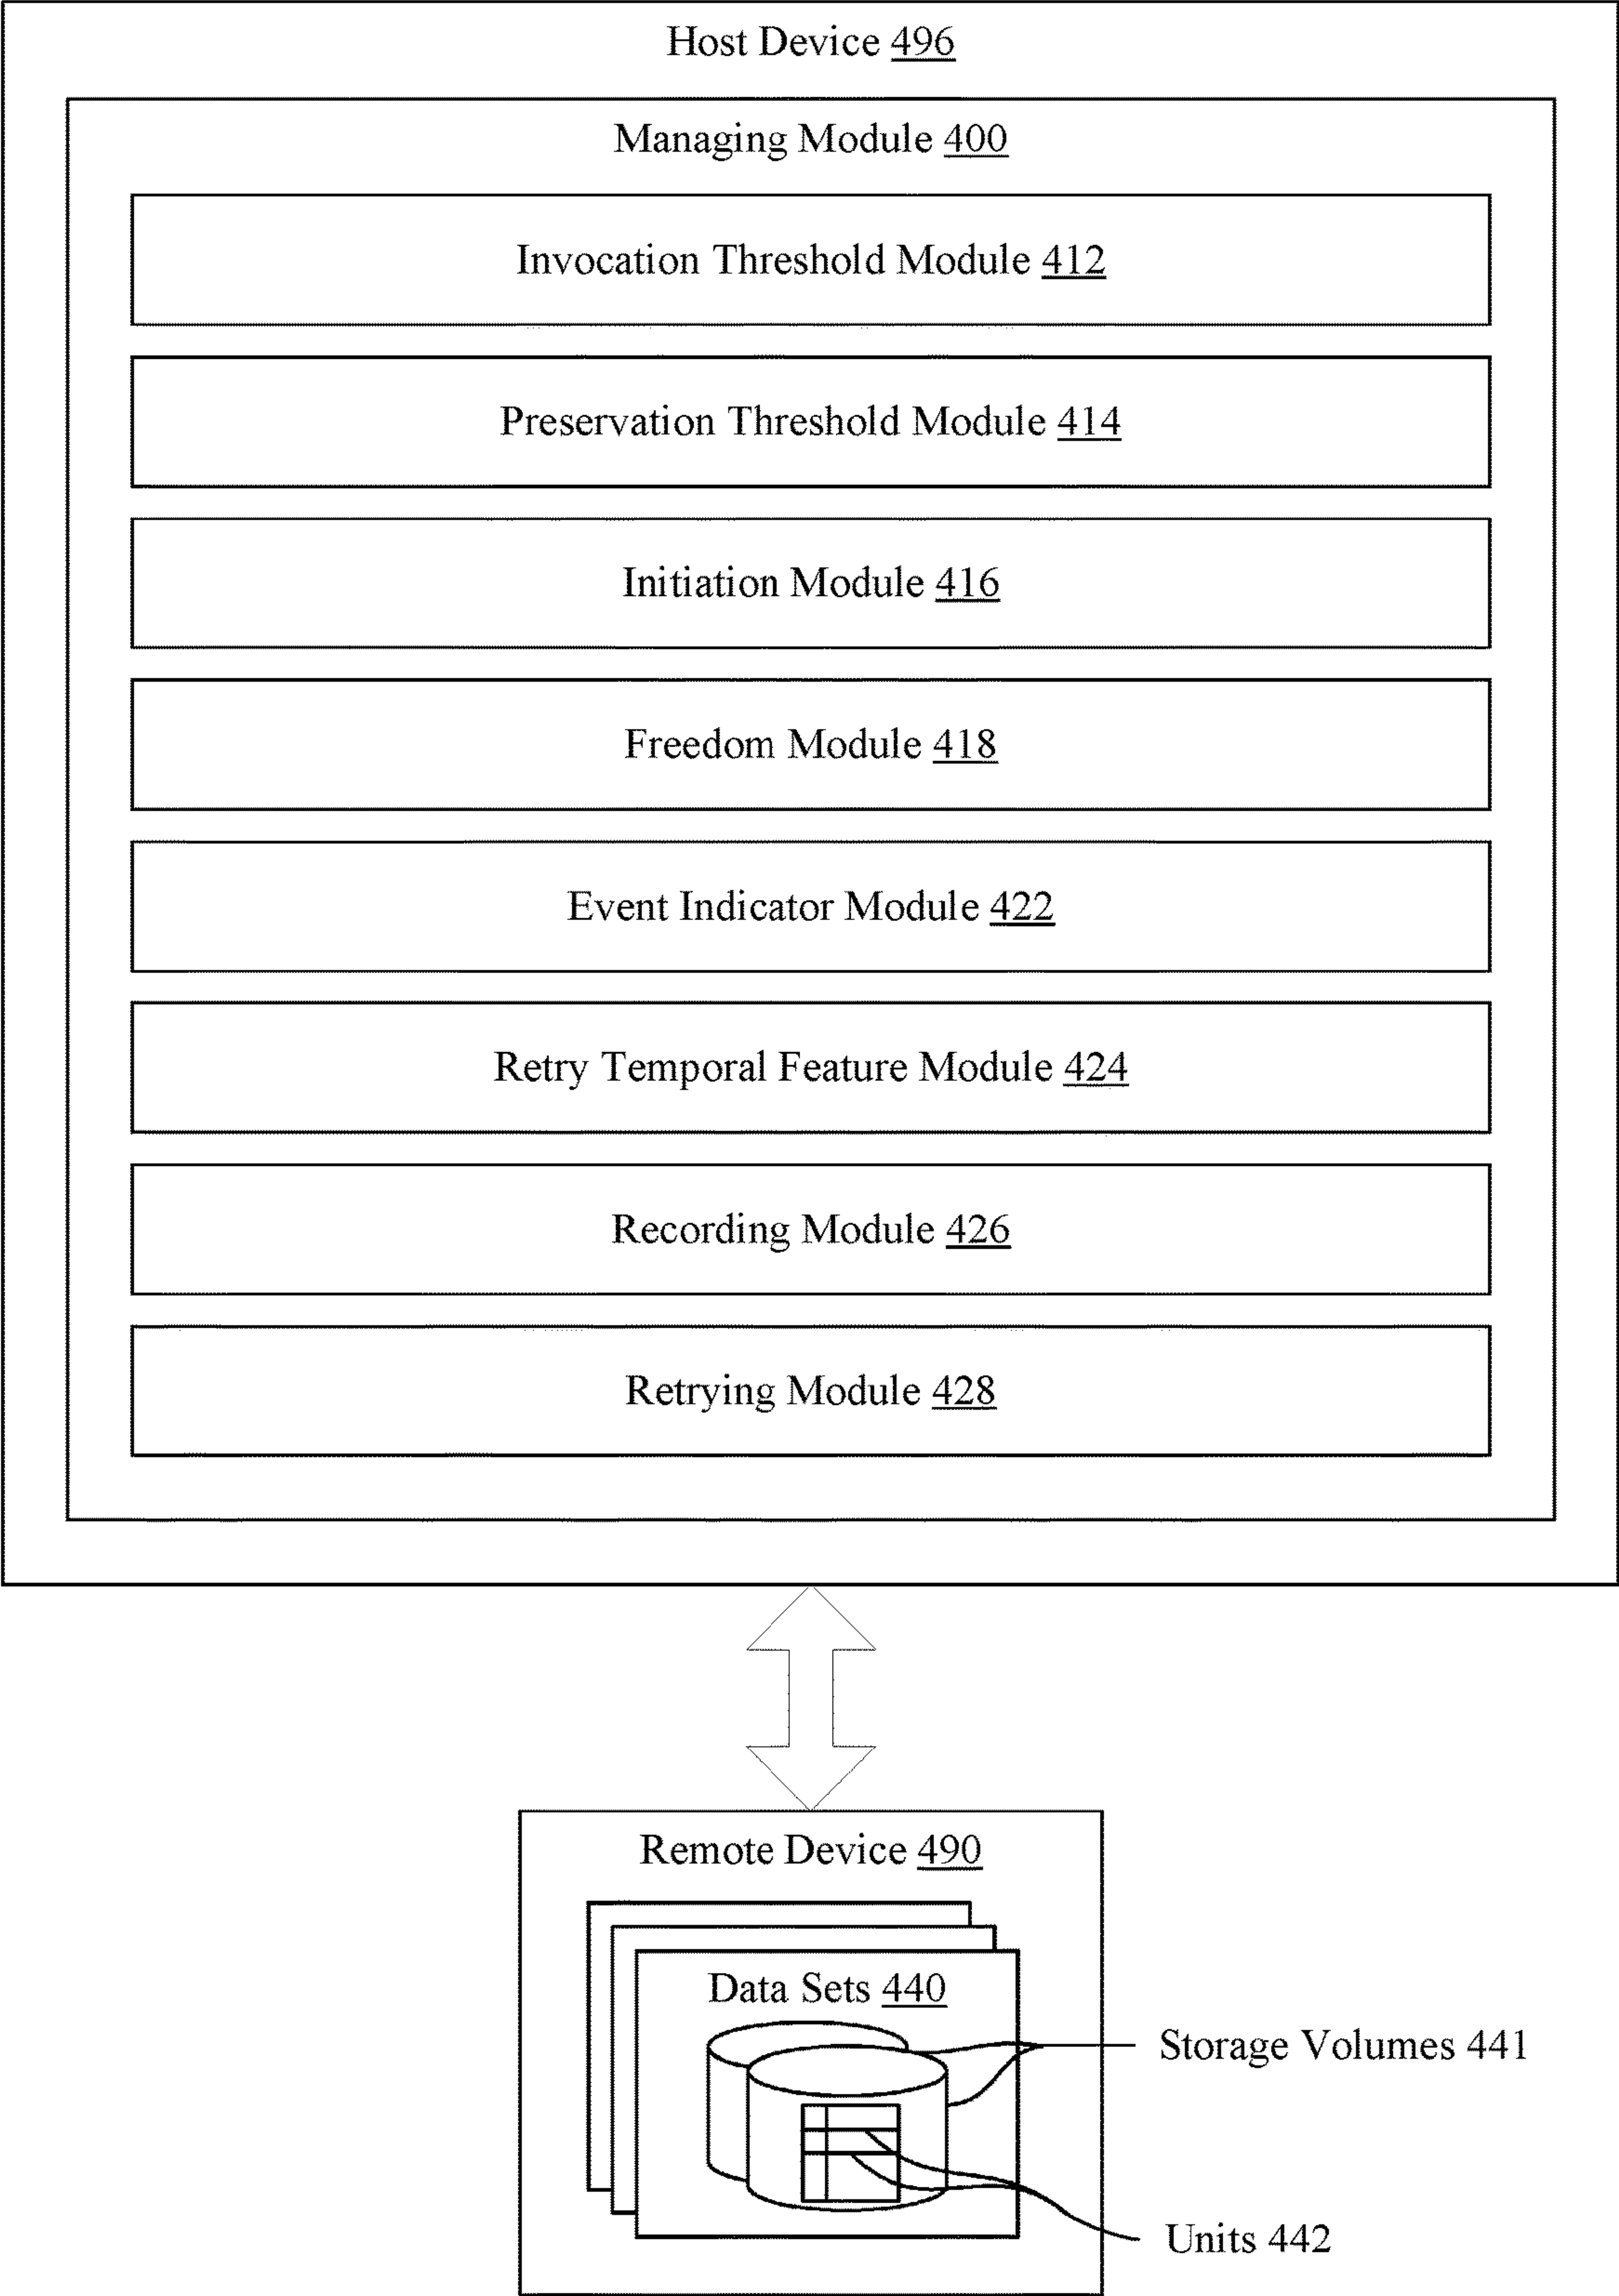 Host Device 496
Managing Module 400
Invocation Threshold Module 412
Preservation Threshold Module 414
Initiation Module 416
Freedom Module 418
Event Indicator Module 422
Retry Temporal Feature Module 424
Recording Module 426
Retrying Module 428
Remote Device 490
Data Sets 440
Storage Volumes 441
Units 442